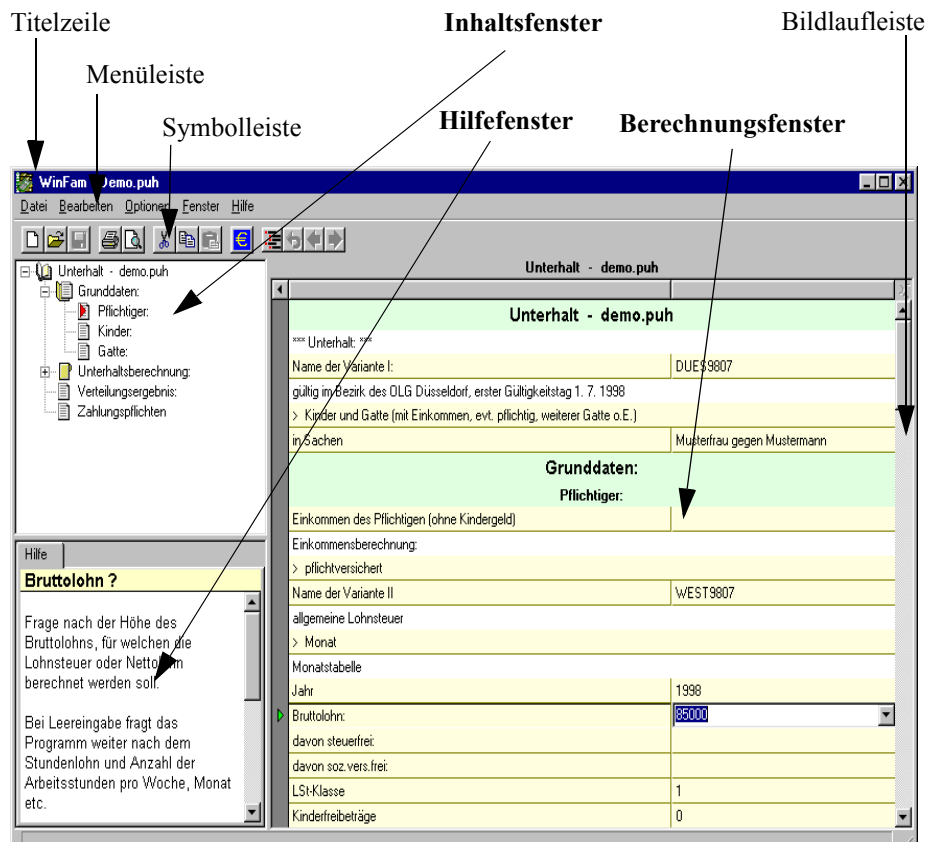 Titelzeile
Inhaltsfenster
Bildlaufleiste
Menüleiste
Symbolleiste
Hilfefenster
Berechnungsfenster
WinFam Demo.puh
Datei Bearbeiten Optionen Fenster Hilfe
Unterhalt - demo.puh
Grunddaten:
Pflichtiger:
Kinder:
Gatte:
Unterhaltsberechnung:
Verteilungsergebnis:
Zahlungspflichten
Hilfe
Bruttolohn ?
Frage nach der Höhe des
Bruttolohns, für welchen die
Lohnsteuer oder Nettolohn
berechnet werden soll.
Bei Leereingabe fragt das
Programm weiter nach dem
Stundenlohn und Anzahl der
Arbeitsstunden pro Woche, Monat
etc.
Unterhalt - demo.puh
Unterhalt - demo.puh
*** Unterhalt: ***
Name der Variante I: DUES9807
gültig im Bezirk des OLG Düsseldorf, erster Gültigkeitstag 1. 7. 1998
> Kinder und Gatte (mit Einkommen, evt. pflichtig, weiterer Gatte o.E.)
in Sachen Musterfrau gegen Mustermann
Grunddaten:
Pflichtiger:
Einkommen des Pflichtigen (ohne Kindergeld)
Einkommensberechnung:
> pflichtversichert
Name der Variante II WEST9807
allgemeine Lohnsteuer
> Monat
Monatstabelle
Jahr 1998
Bruttolohn: 85000
davon steuerfrei:
davon soz.vers.frei:
LSt-Klasse 1
Kinderfreibeträge 0